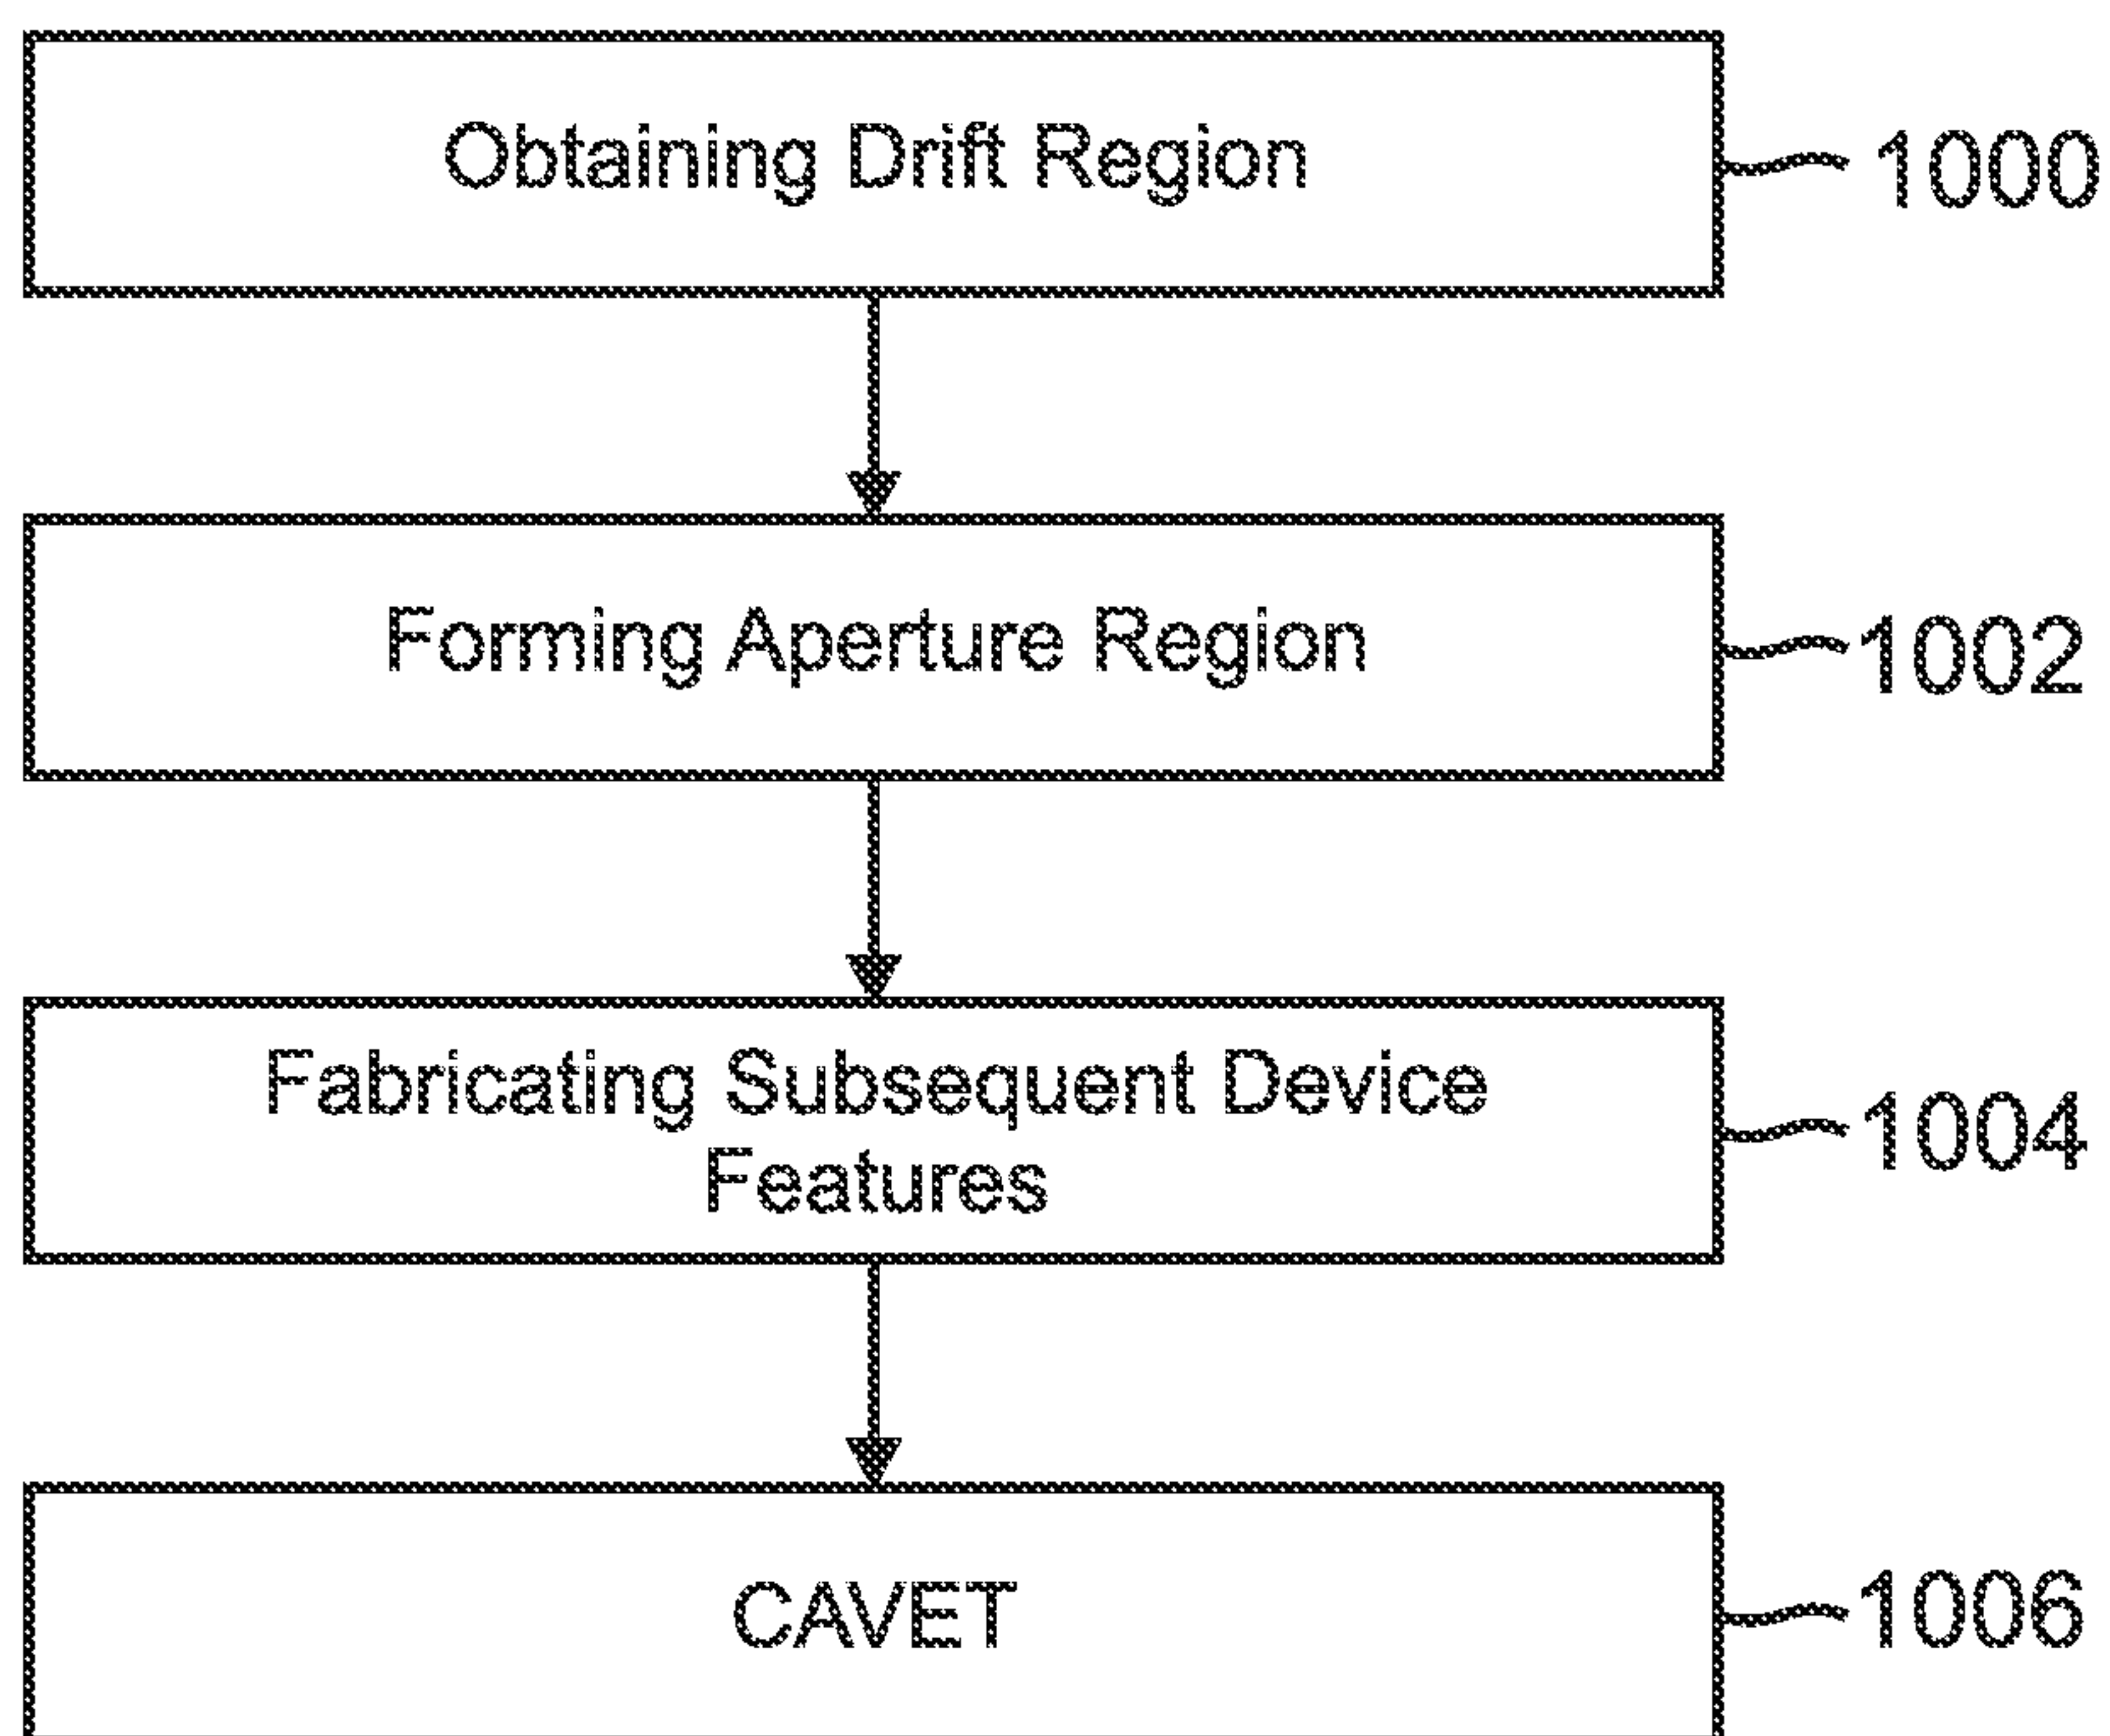 Obtaining Drift Region
1000
Forming Aperture Region
1002
Fabricating Subsequent Device
Features
1004
CAVET
1006